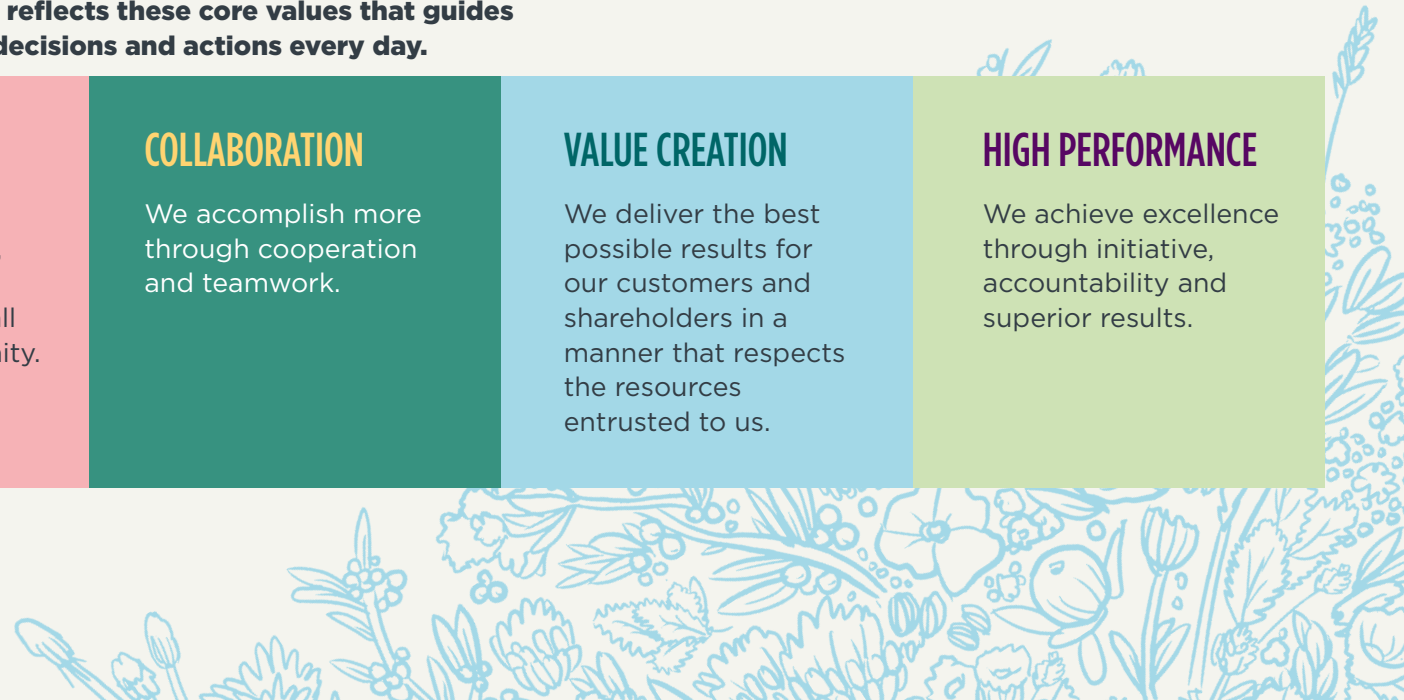 reflects these core values that guides
decisions and actions every day.
COLLABORATION
We accomplish more
through cooperation
and teamwork.
VALUE CREATION
We deliver the best
possible results for
our customers and
shareholders in a
manner that respects
the resources
entrusted to us.
HIGH PERFORMANCE
We achieve excellence
through initiative,
accountability and
superior results.